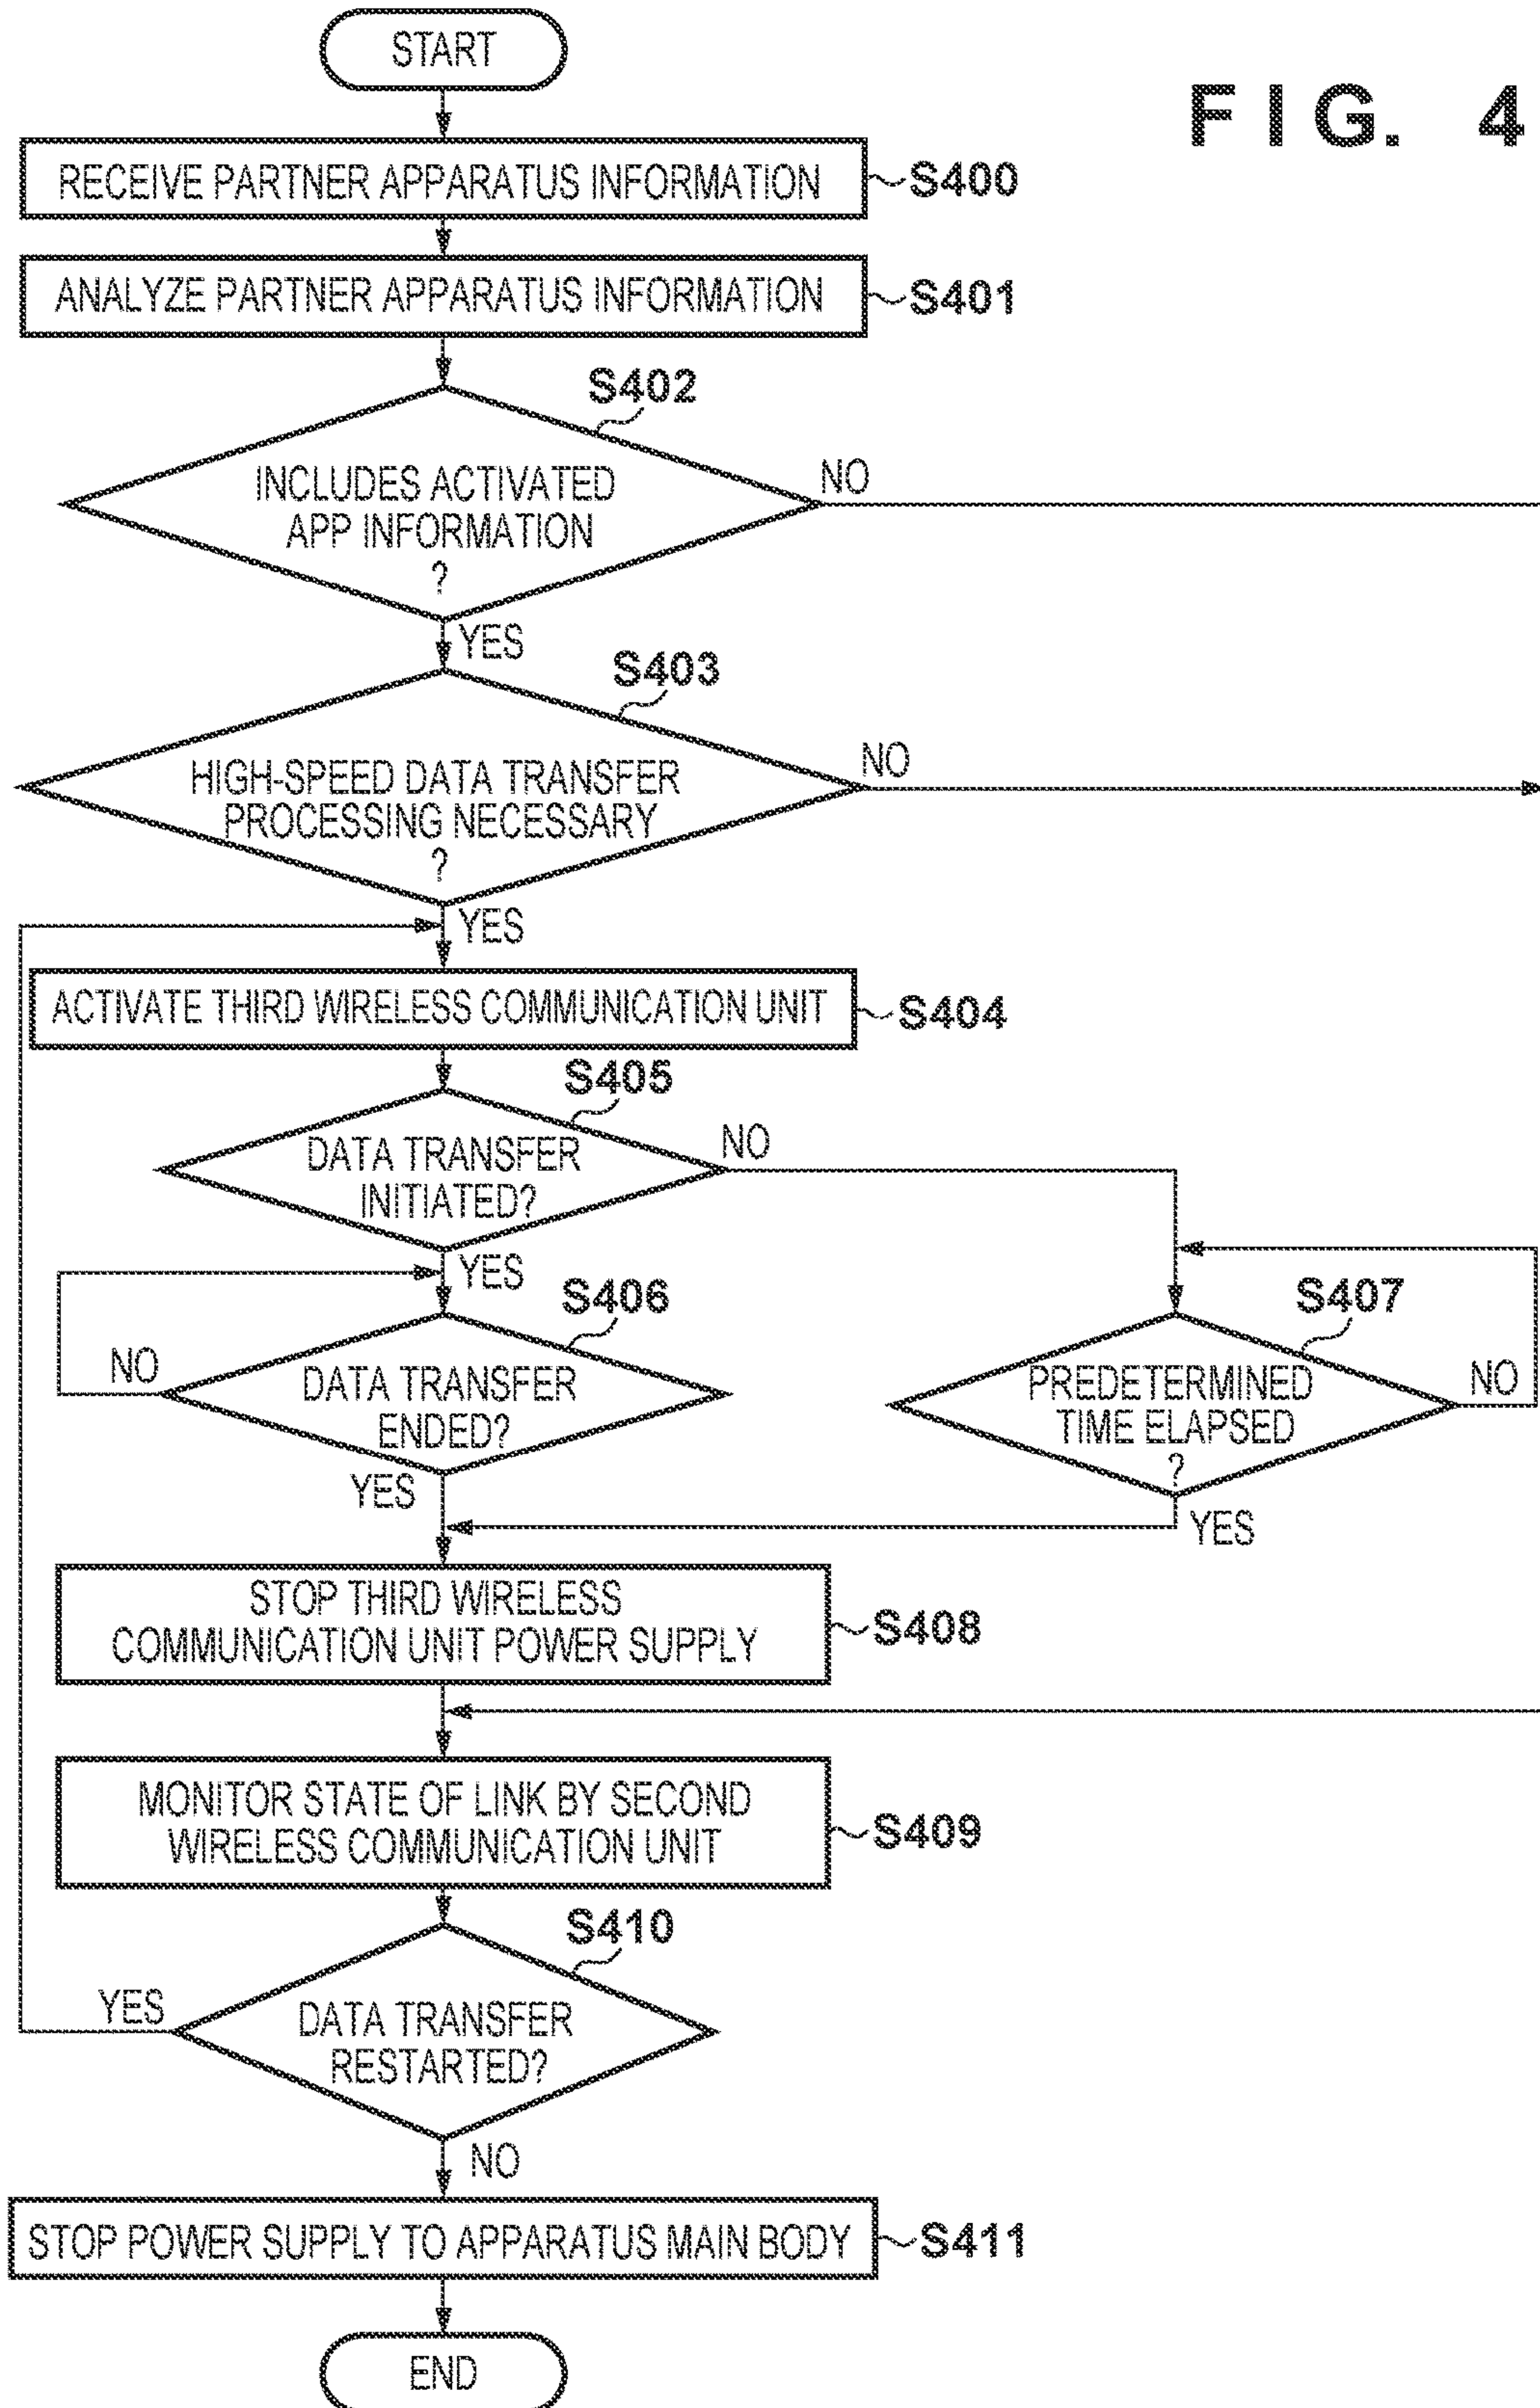 START
FIG. 4
RECEIVE PARTNER APPARATUS INFORMATION
S400
ANALYZE PARTNER APPARATUS INFORMATION
S401
S402
INCLUDES ACTIVATED
APP INFORMATION
?
NO
YES
S403
HIGH-SPEED DATA TRANSFER
PROCESSING NECESSARY
?
NO
YES
ACTIVATE THIRD WIRELESS COMMUNICATION UNIT
S404
S405
DATA TRANSFER
INITIATED?
NO
YES
S406
DATA TRANSFER
ENDED?
NO
YES
S407
PREDETERMINED
TIME ELAPSED
?
NO
YES
STOP THIRD WIRELESS
COMMUNICATION UNIT POWER SUPPLY
S408
MONITOR STATE OF LINK BY SECOND
WIRELESS COMMUNICATION UNIT
S409
S410
DATA TRANSFER
RESTARTED?
YES
NO
STOP POWER SUPPLY TO APPARATUS MAIN BODY
S411
END